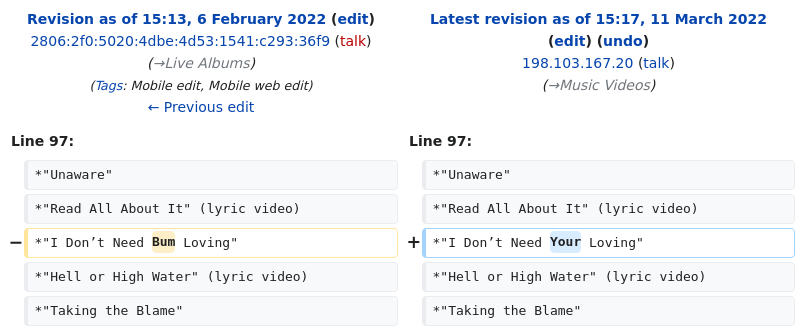 Revision as of 15:13, 6 February 2022 (edit)
2806:2f0:5020:4dbe:4d53:1541:c293:36f9 (talk)
(→Live Albums)
(Tags: Mobile edit, Mobile web edit)
← Previous edit
Latest revision as of 15:17, 11 March 2022
(edit) (undo)
198.103.167.20 (talk)
(→Music Videos)
Line 97:
*"Unaware"
*"Read All About It" (lyric video)
− *"I Don’t Need Bum Loving"
*"Hell or High Water" (lyric video)
*"Taking the Blame"
Line 97:
*"Unaware"
*"Read All About It" (lyric video)
+ *"I Don’t Need Your Loving"
*"Hell or High Water" (lyric video)
*"Taking the Blame"